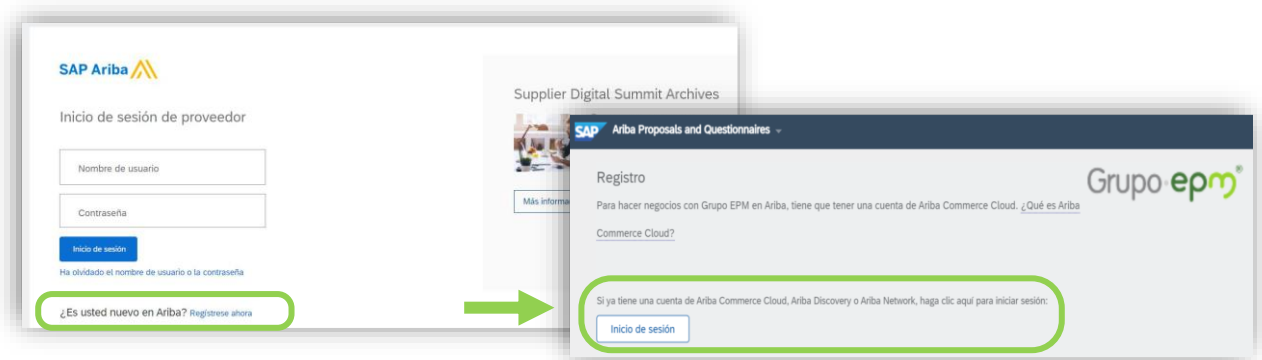 SAP Ariba
Inicio de sesión de proveedor
Nombre de usuario
Contraseña
Inicio de sesión
Ha olvidado el nombre de usuario o la contraseña
¿Es usted nuevo en Ariba? Regístrese ahora
Supplier Digital Summit Archives
Más informa
SAP Ariba Proposals and Questionnaires
Registro
Grupo epm®
Para hacer negocios con Grupo EPM en Ariba, tiene que tener una cuenta de Ariba Commerce Cloud. ¿Qué es Ariba
Commerce Cloud?
Si ya tiene una cuenta de Ariba Commerce Cloud, Ariba Discovery o Ariba Network, haga clic aquí para iniciar sesión:
Inicio de sesión